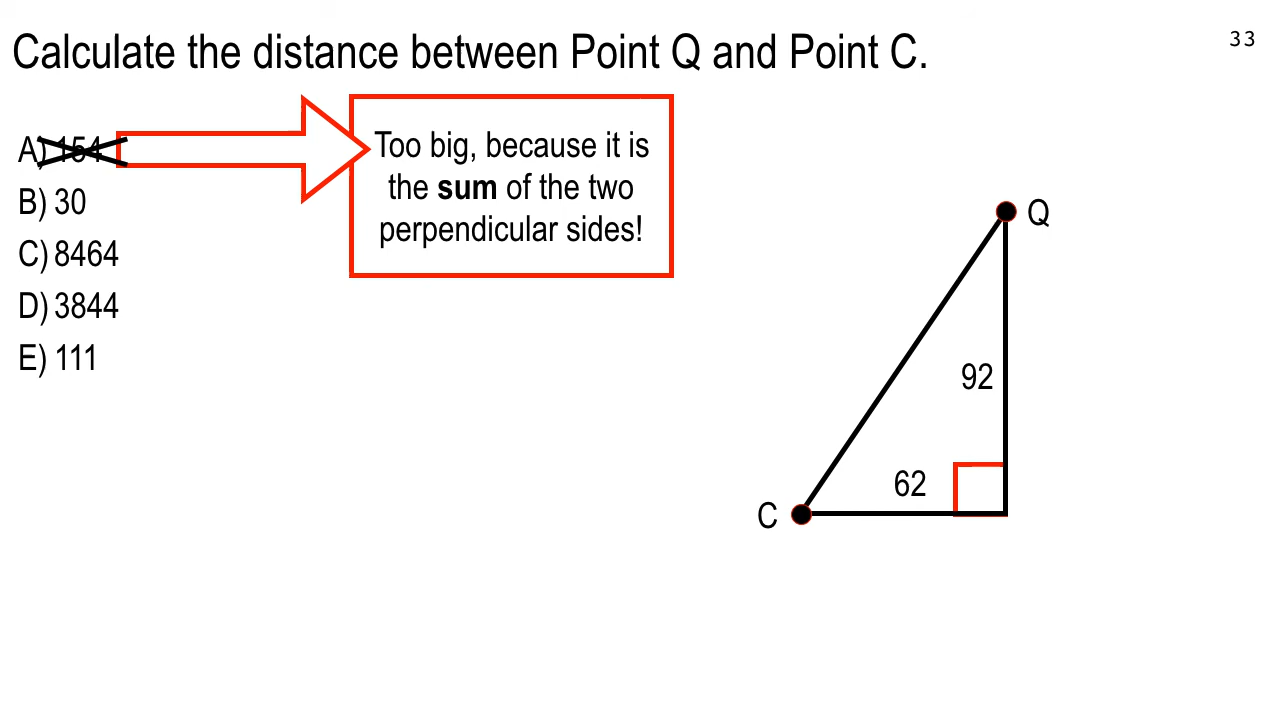 Calculate the distance between Point Q and Point C.
33
A) 154
Too big, because it is
the sum of the two
perpendicular sides!
B) 30
C) 8464
D) 3844
E) 111
Q
92
62
C